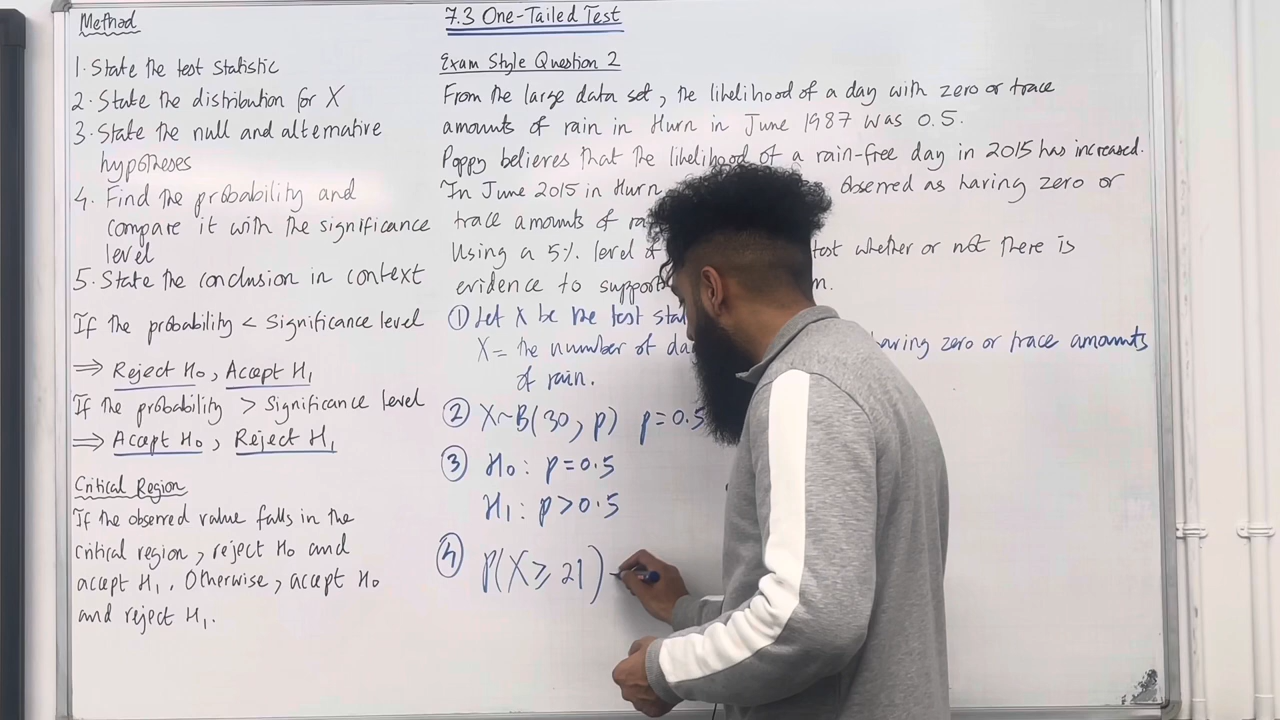 Method
1. State the test statistic
2. State the distribution for X
3. State the null and alternative
hypotheses
4. Find the probability and
compare it with the significance
level
5. State the conclusion in context
If the probability < Significance level
⟹ Reject H₀, Accept H₁
If the probability > Significance level
⟹ Accept H₀, Reject H₁
Critical Region
If the observed value falls in the
critical region, reject H₀ and
accept H₁. Otherwise, accept H₀
and reject H₁.
7.3 One-Tailed Test
Exam Style Question 2
From the large data set, the likelihood of a day with zero or trace
amounts of rain in Hurn in June 1987 was 0.5.
Poppy believes that the likelihood of a rain-free day in 2015 has increased.
In June 2015 in Hurn observed as having zero or
trace amounts of
Using a 5% level of test whether or not there is
evidence to support
① Let X be the test
X = the number of having zero or trace amounts
of rain.
② X~B(30, p) p=0.5
③ H₀: p=0.5
H₁: p>0.5
④ P(X≥21)